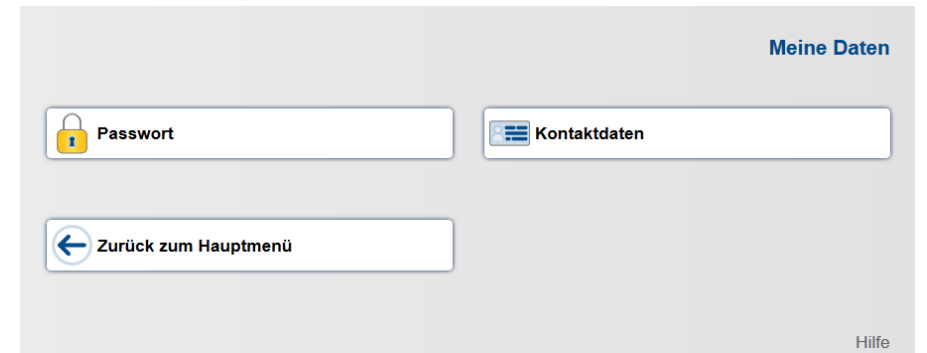 Meine Daten
Passwort
Kontaktdaten
Zurück zum Hauptmenü
Hilfe